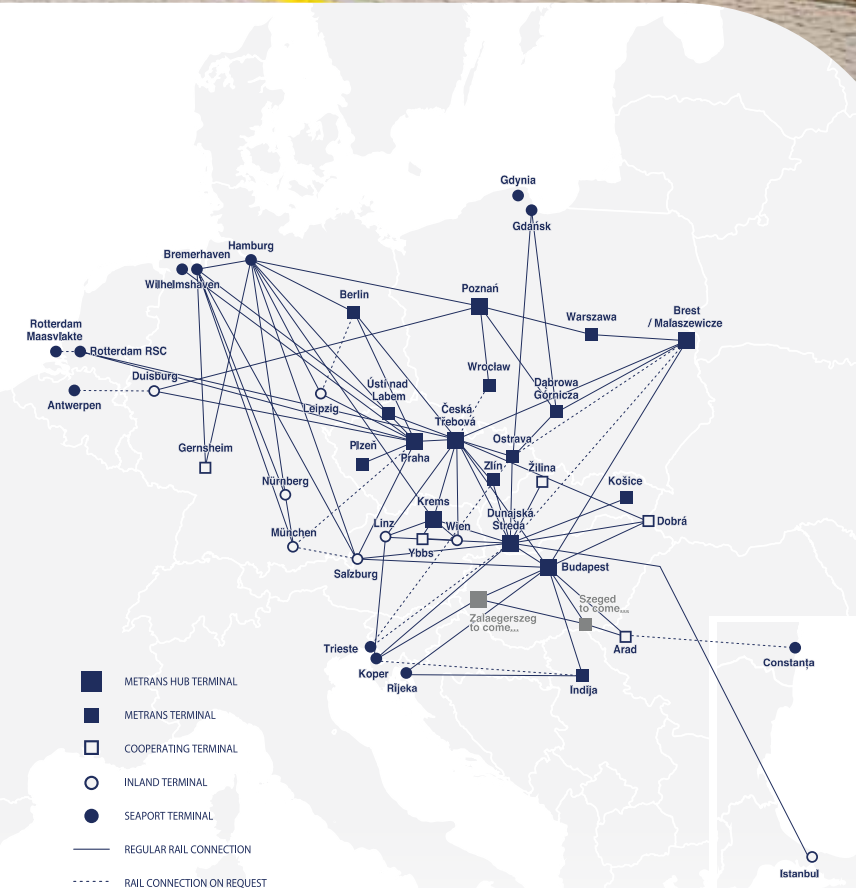 Gdynia
Gdańsk
Hamburg
Bremerhaven
Wilhelmshaven
Berlin
Poznań
Warszawa
Brest
/ Malaszewicze
Rotterdam
Maasvlakte
Rotterdam RSC
Duisburg
Antwerpen
Leipzig
Ústí nad
Labem
Wrocław
Dąbrowa
Górnicza
Česká
Třebová
Ostrava
Plzeň
Praha
Gernsheim
Zlín
Žilina
Nürnberg
Košice
Krems
Dunajská
Streda
Linz
Wien
Dobrá
München
Ybbs
Salzburg
Budapest
Zalaegerszeg
to come...
Szeged
to come...
Trieste
Koper
Rijeka
Arad
Indija
Constanța
Istanbul
METRANS HUB TERMINAL
METRANS TERMINAL
COOPERATING TERMINAL
INLAND TERMINAL
SEAPORT TERMINAL
REGULAR RAIL CONNECTION
RAIL CONNECTION ON REQUEST